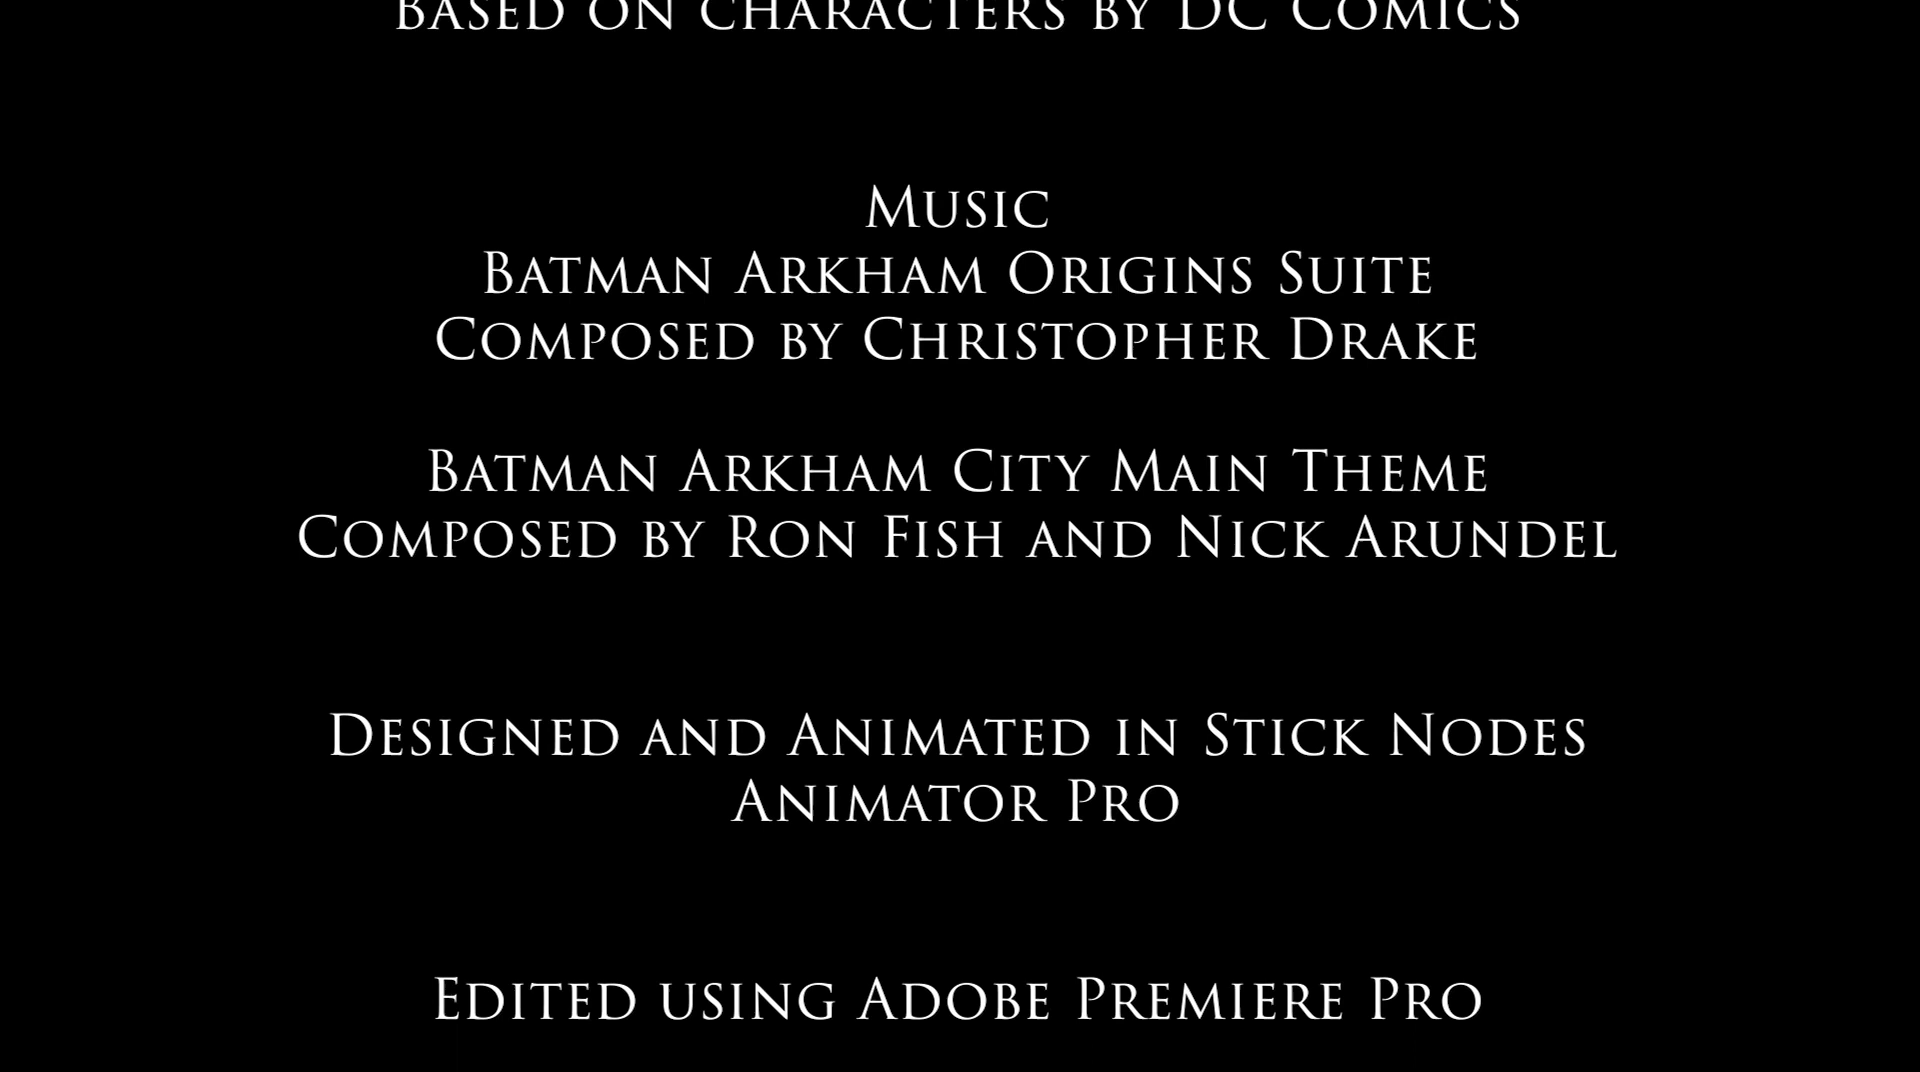 Based on characters by DC Comics
Music
Batman Arkham Origins Suite
Composed by Christopher Drake
Batman Arkham City Main Theme
Composed by Ron Fish and Nick Arundel
Designed and Animated in Stick Nodes
Animator Pro
Edited using Adobe Premiere Pro